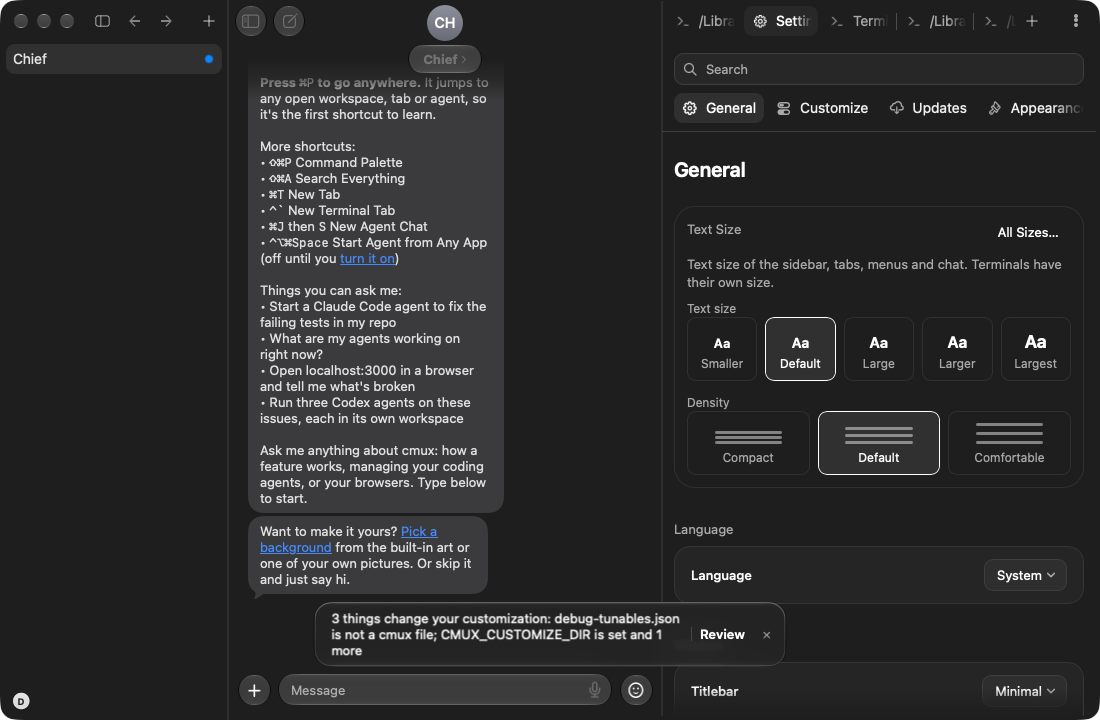 Chief
CH
Chief ›
Press ⌘P to go anywhere. It jumps to
any open workspace, tab or agent, so
it's the first shortcut to learn.
More shortcuts:
• ⇧⌘P Command Palette
• ⇧⌘A Search Everything
• ⌘T New Tab
• ^` New Terminal Tab
• ⌘J then S New Agent Chat
• ^⌥⌘Space Start Agent from Any App
(off until you turn it on)
Things you can ask me:
• Start a Claude Code agent to fix the
failing tests in my repo
• What are my agents working on
right now?
• Open localhost:3000 in a browser
and tell me what's broken
• Run three Codex agents on these
issues, each in its own workspace
Ask me anything about cmux: how a
feature works, managing your coding
agents, or your browsers. Type below
to start.
Want to make it yours? Pick a
background from the built-in art or
one of your own pictures. Or skip it
and just say hi.
3 things change your customization: debug-tunables.json
is not a cmux file; CMUX_CUSTOMIZE_DIR is set and 1
more
Review
Message
D
/Libra
Settin
Termi
/Libra
Search
General
Customize
Updates
Appearanc
General
Text Size
All Sizes...
Text size of the sidebar, tabs, menus and chat. Terminals have
their own size.
Text size
Aa Aa Aa Aa Aa
Smaller Default Large Larger Largest
Density
Compact Default Comfortable
Language
Language System
Titlebar Minimal